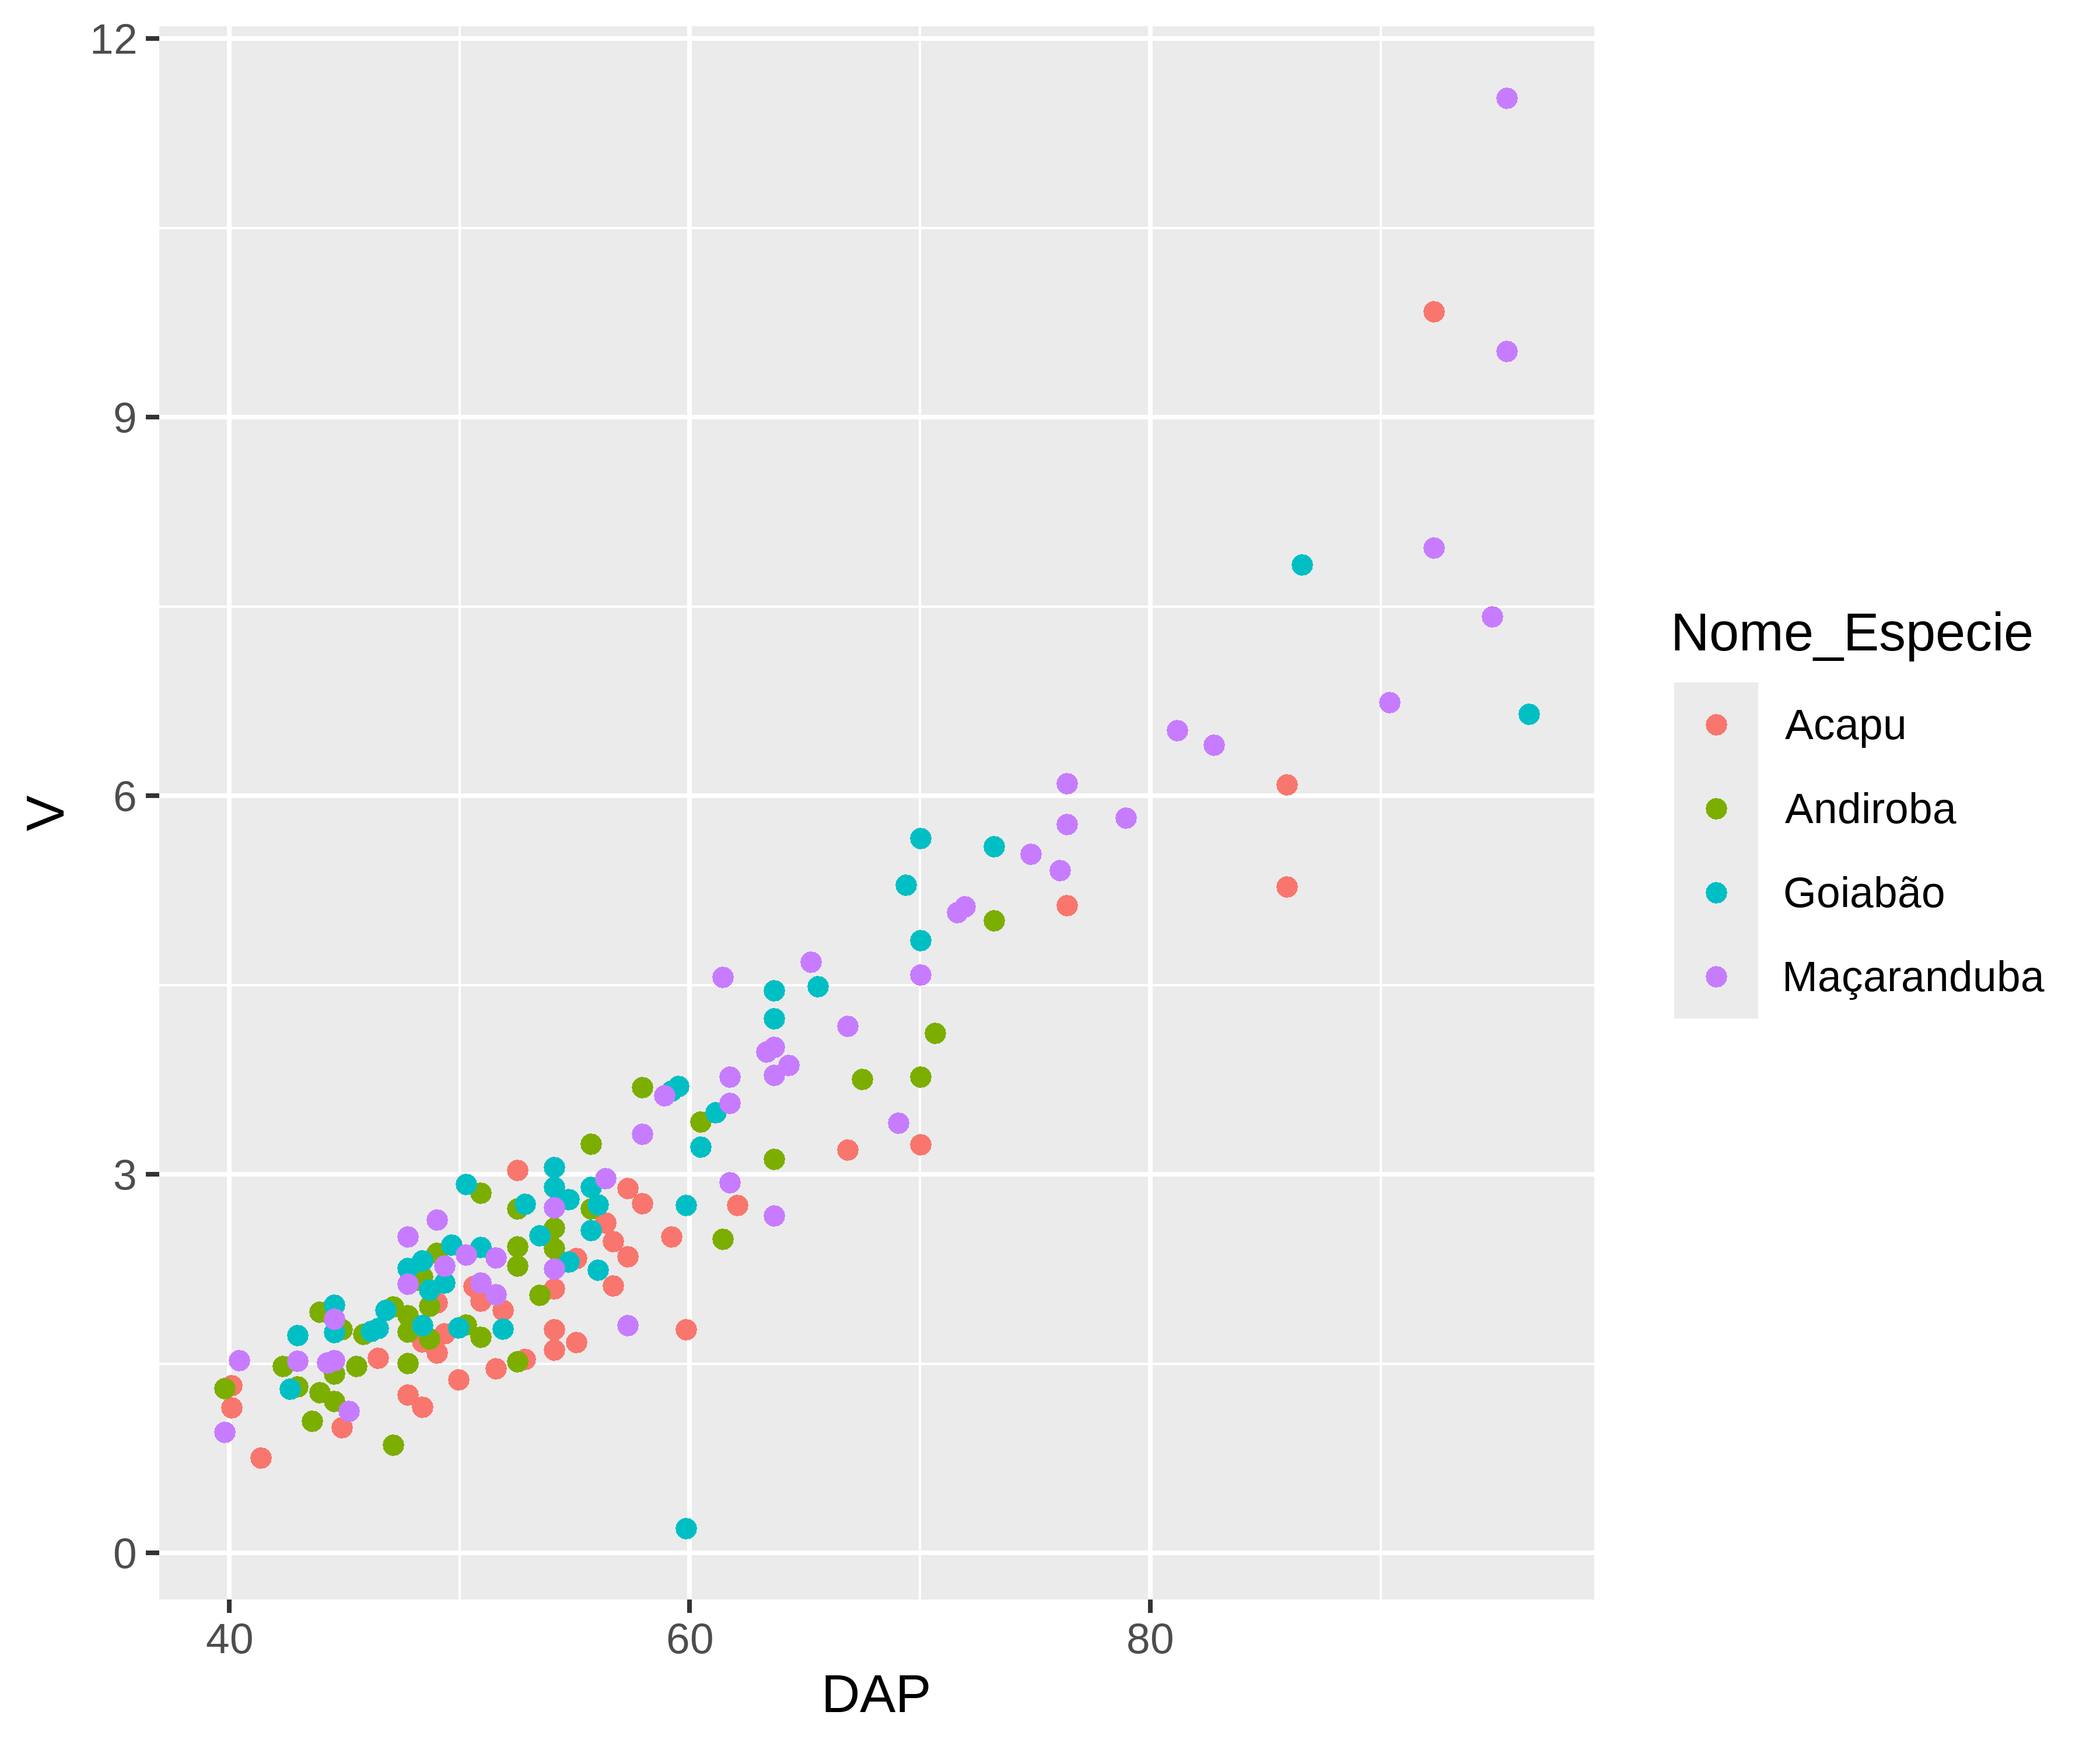 12
9
6
3
0
V
40
60
80
DAP
Nome_Especie
Acapu
Andiroba
Goiabão
Maçaranduba